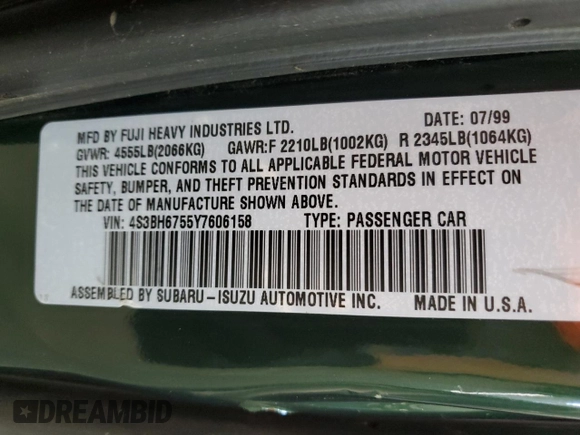 MFD BY FUJI HEAVY INDUSTRIES LTD. DATE: 07/99
GVWR: 4555LB(2066KG) GAWR:F 2210LB(1002KG) R 2345LB(1064KG)
THIS VEHICLE CONFORMS TO ALL APPLICABLE FEDERAL MOTOR VEHICLE
SAFETY, BUMPER, AND THEFT PREVENTION STANDARDS IN EFFECT ON
THE DATE OF MANUFACTURE SHOWN ABOVE.
VIN: 4S3BH6755Y7606158 TYPE: PASSENGER CAR
ASSEMBLED BY SUBARU-ISUZU AUTOMOTIVE INC. MADE IN U.S.A.
DREAMBID